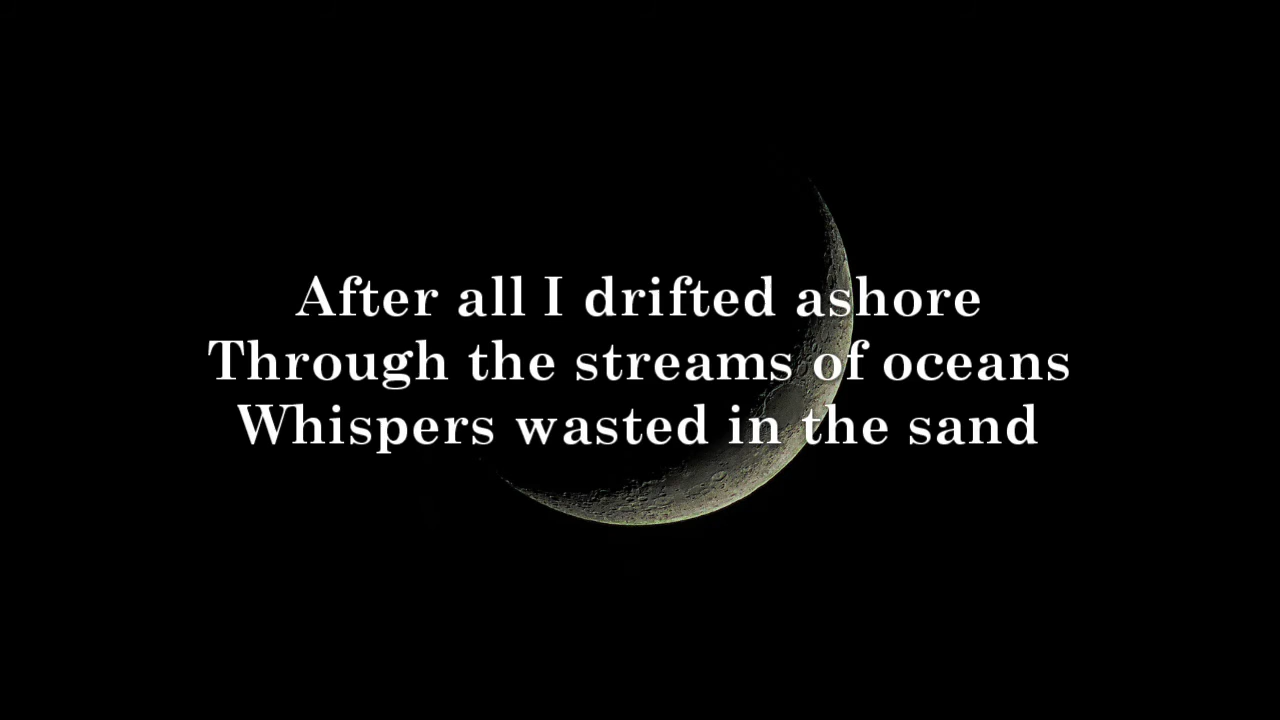 After all I drifted ashore
Through the streams of oceans
Whispers wasted in the sand